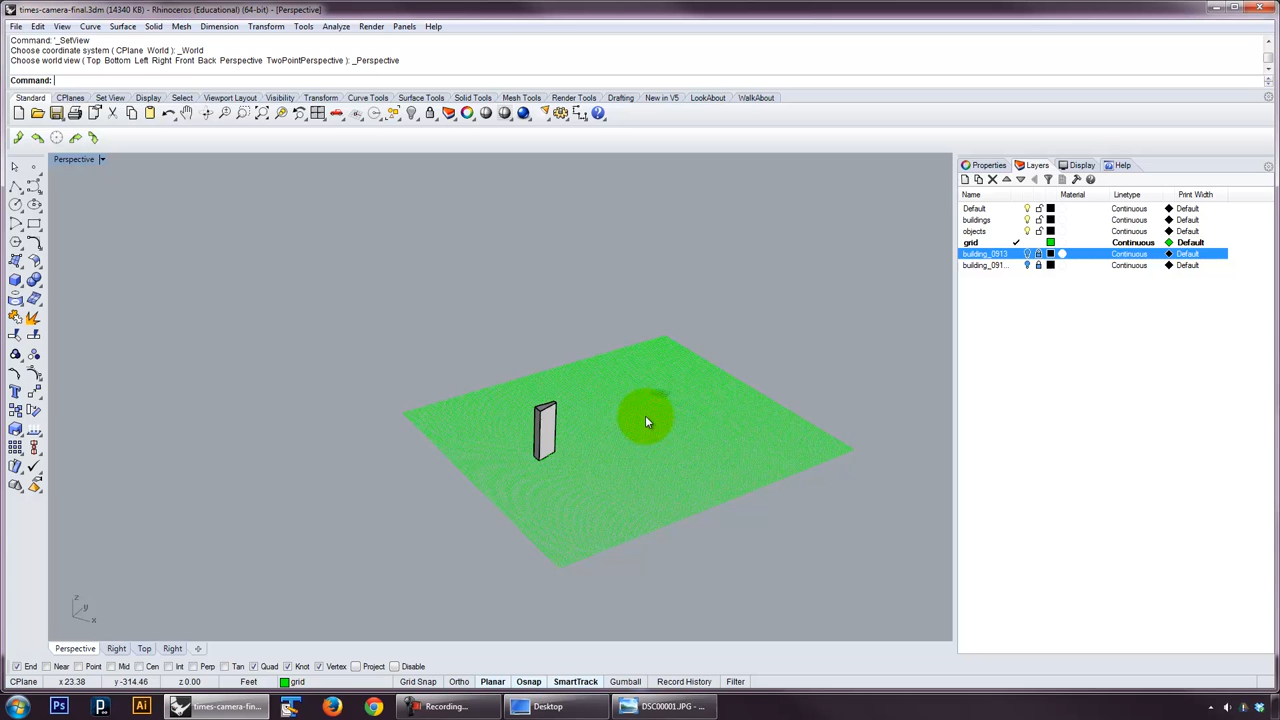 times-camera-final.3dm (14340 KB) - Rhinoceros (Educational) (64-bit) - [Perspective]
File Edit View Curve Surface Solid Mesh Dimension Transform Tools Analyze Render Panels Help
Command: '_SetView
Choose coordinate system ( CPlane World ): _World
Choose world view ( Top Bottom Left Right Front Back Perspective TwoPointPerspective ): _Perspective
Command:
Standard CPlanes Set View Display Select Viewport Layout Visibility Transform Curve Tools Surface Tools Solid Tools Mesh Tools Render Tools Drafting New in V5 LookAbout WalkAbout
Perspective
Properties Layers Display Help
Name Material Linetype Print Width
Default Continuous Default
buildings Continuous Default
objects Continuous Default
grid Continuous Default
building_0913 Continuous Default
building_091... Continuous Default
z
y
x
Perspective Right Top Right
End Near Point Mid Cen Int Perp Tan Quad Knot Vertex Project Disable
CPlane x 23.38 y -314.46 z 0.00 Feet grid Grid Snap Ortho Planar Osnap SmartTrack Gumball Record History Filter
Ps p Ai times-camera-fin... Recording... Desktop DSC00001.JPG - ...